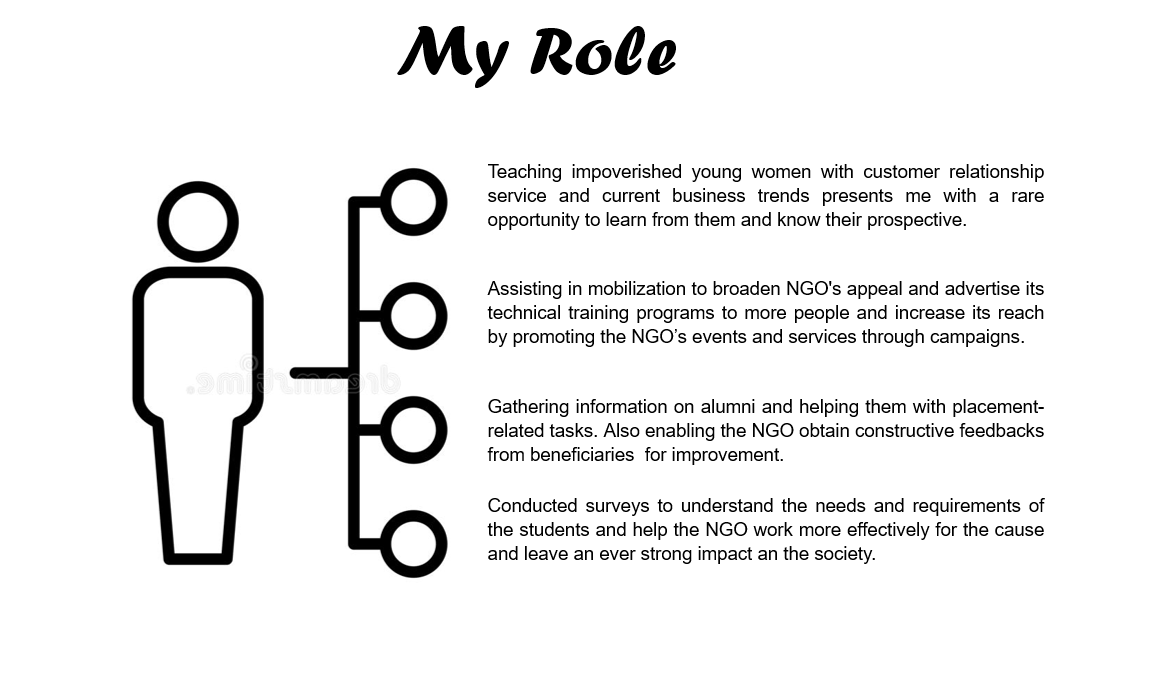 My Role
Teaching impoverished young women with customer relationship
service and current business trends presents me with a rare
opportunity to learn from them and know their prospective.
Assisting in mobilization to broaden NGO's appeal and advertise its
technical training programs to more people and increase its reach
by promoting the NGO’s events and services through campaigns.
dreamstime.
Gathering information on alumni and helping them with placement-
related tasks. Also enabling the NGO obtain constructive feedbacks
from beneficiaries  for improvement.
Conducted surveys to understand the needs and requirements of
the students and help the NGO work more effectively for the cause
and leave an ever strong impact an the society.